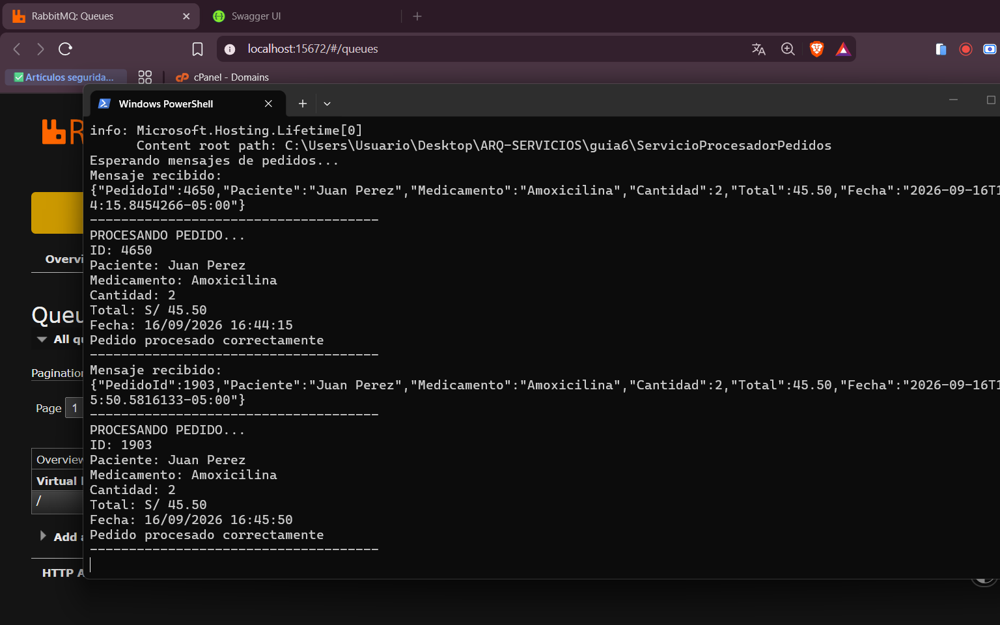 RabbitMQ: Queues
Swagger UI
localhost:15672/#/queues
Artículos segurida...
cPanel - Domains
Windows PowerShell
info: Microsoft.Hosting.Lifetime[0]
Content root path: C:\Users\Usuario\Desktop\ARQ-SERVICIOS\guia6\ServicioProcesadorPedidos
Esperando mensajes de pedidos...
Mensaje recibido:
{"PedidoId":4650,"Paciente":"Juan Perez","Medicamento":"Amoxicilina","Cantidad":2,"Total":45.50,"Fecha":"2026-09-16T1
4:15.8454266-05:00"}
-------------------------------------
PROCESANDO PEDIDO...
ID: 4650
Paciente: Juan Perez
Medicamento: Amoxicilina
Cantidad: 2
Total: S/ 45.50
Fecha: 16/09/2026 16:44:15
Pedido procesado correctamente
-------------------------------------
Mensaje recibido:
{"PedidoId":1903,"Paciente":"Juan Perez","Medicamento":"Amoxicilina","Cantidad":2,"Total":45.50,"Fecha":"2026-09-16T1
5:50.5816133-05:00"}
-------------------------------------
PROCESANDO PEDIDO...
ID: 1903
Paciente: Juan Perez
Medicamento: Amoxicilina
Cantidad: 2
Total: S/ 45.50
Fecha: 16/09/2026 16:45:50
Pedido procesado correctamente
-------------------------------------
R
Overvi
Queu
All qu
Pagination
Page 1
Overview
Virtual
/
Add a
HTTP A